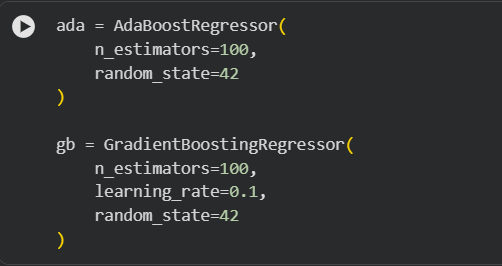 ada = AdaBoostRegressor(
    n_estimators=100,
    random_state=42
)

gb = GradientBoostingRegressor(
    n_estimators=100,
    learning_rate=0.1,
    random_state=42
)